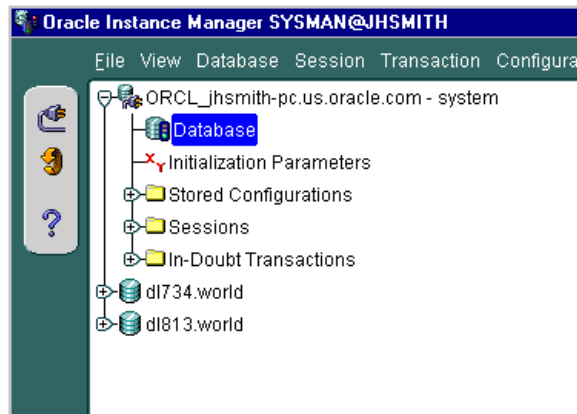 Oracle Instance Manager SYSMAN@JHSMITH
File View Database Session Transaction Configura
ORCL_jhsmith-pc.us.oracle.com - system
Database
Initialization Parameters
Stored Configurations
Sessions
In-Doubt Transactions
dl734.world
dl813.world